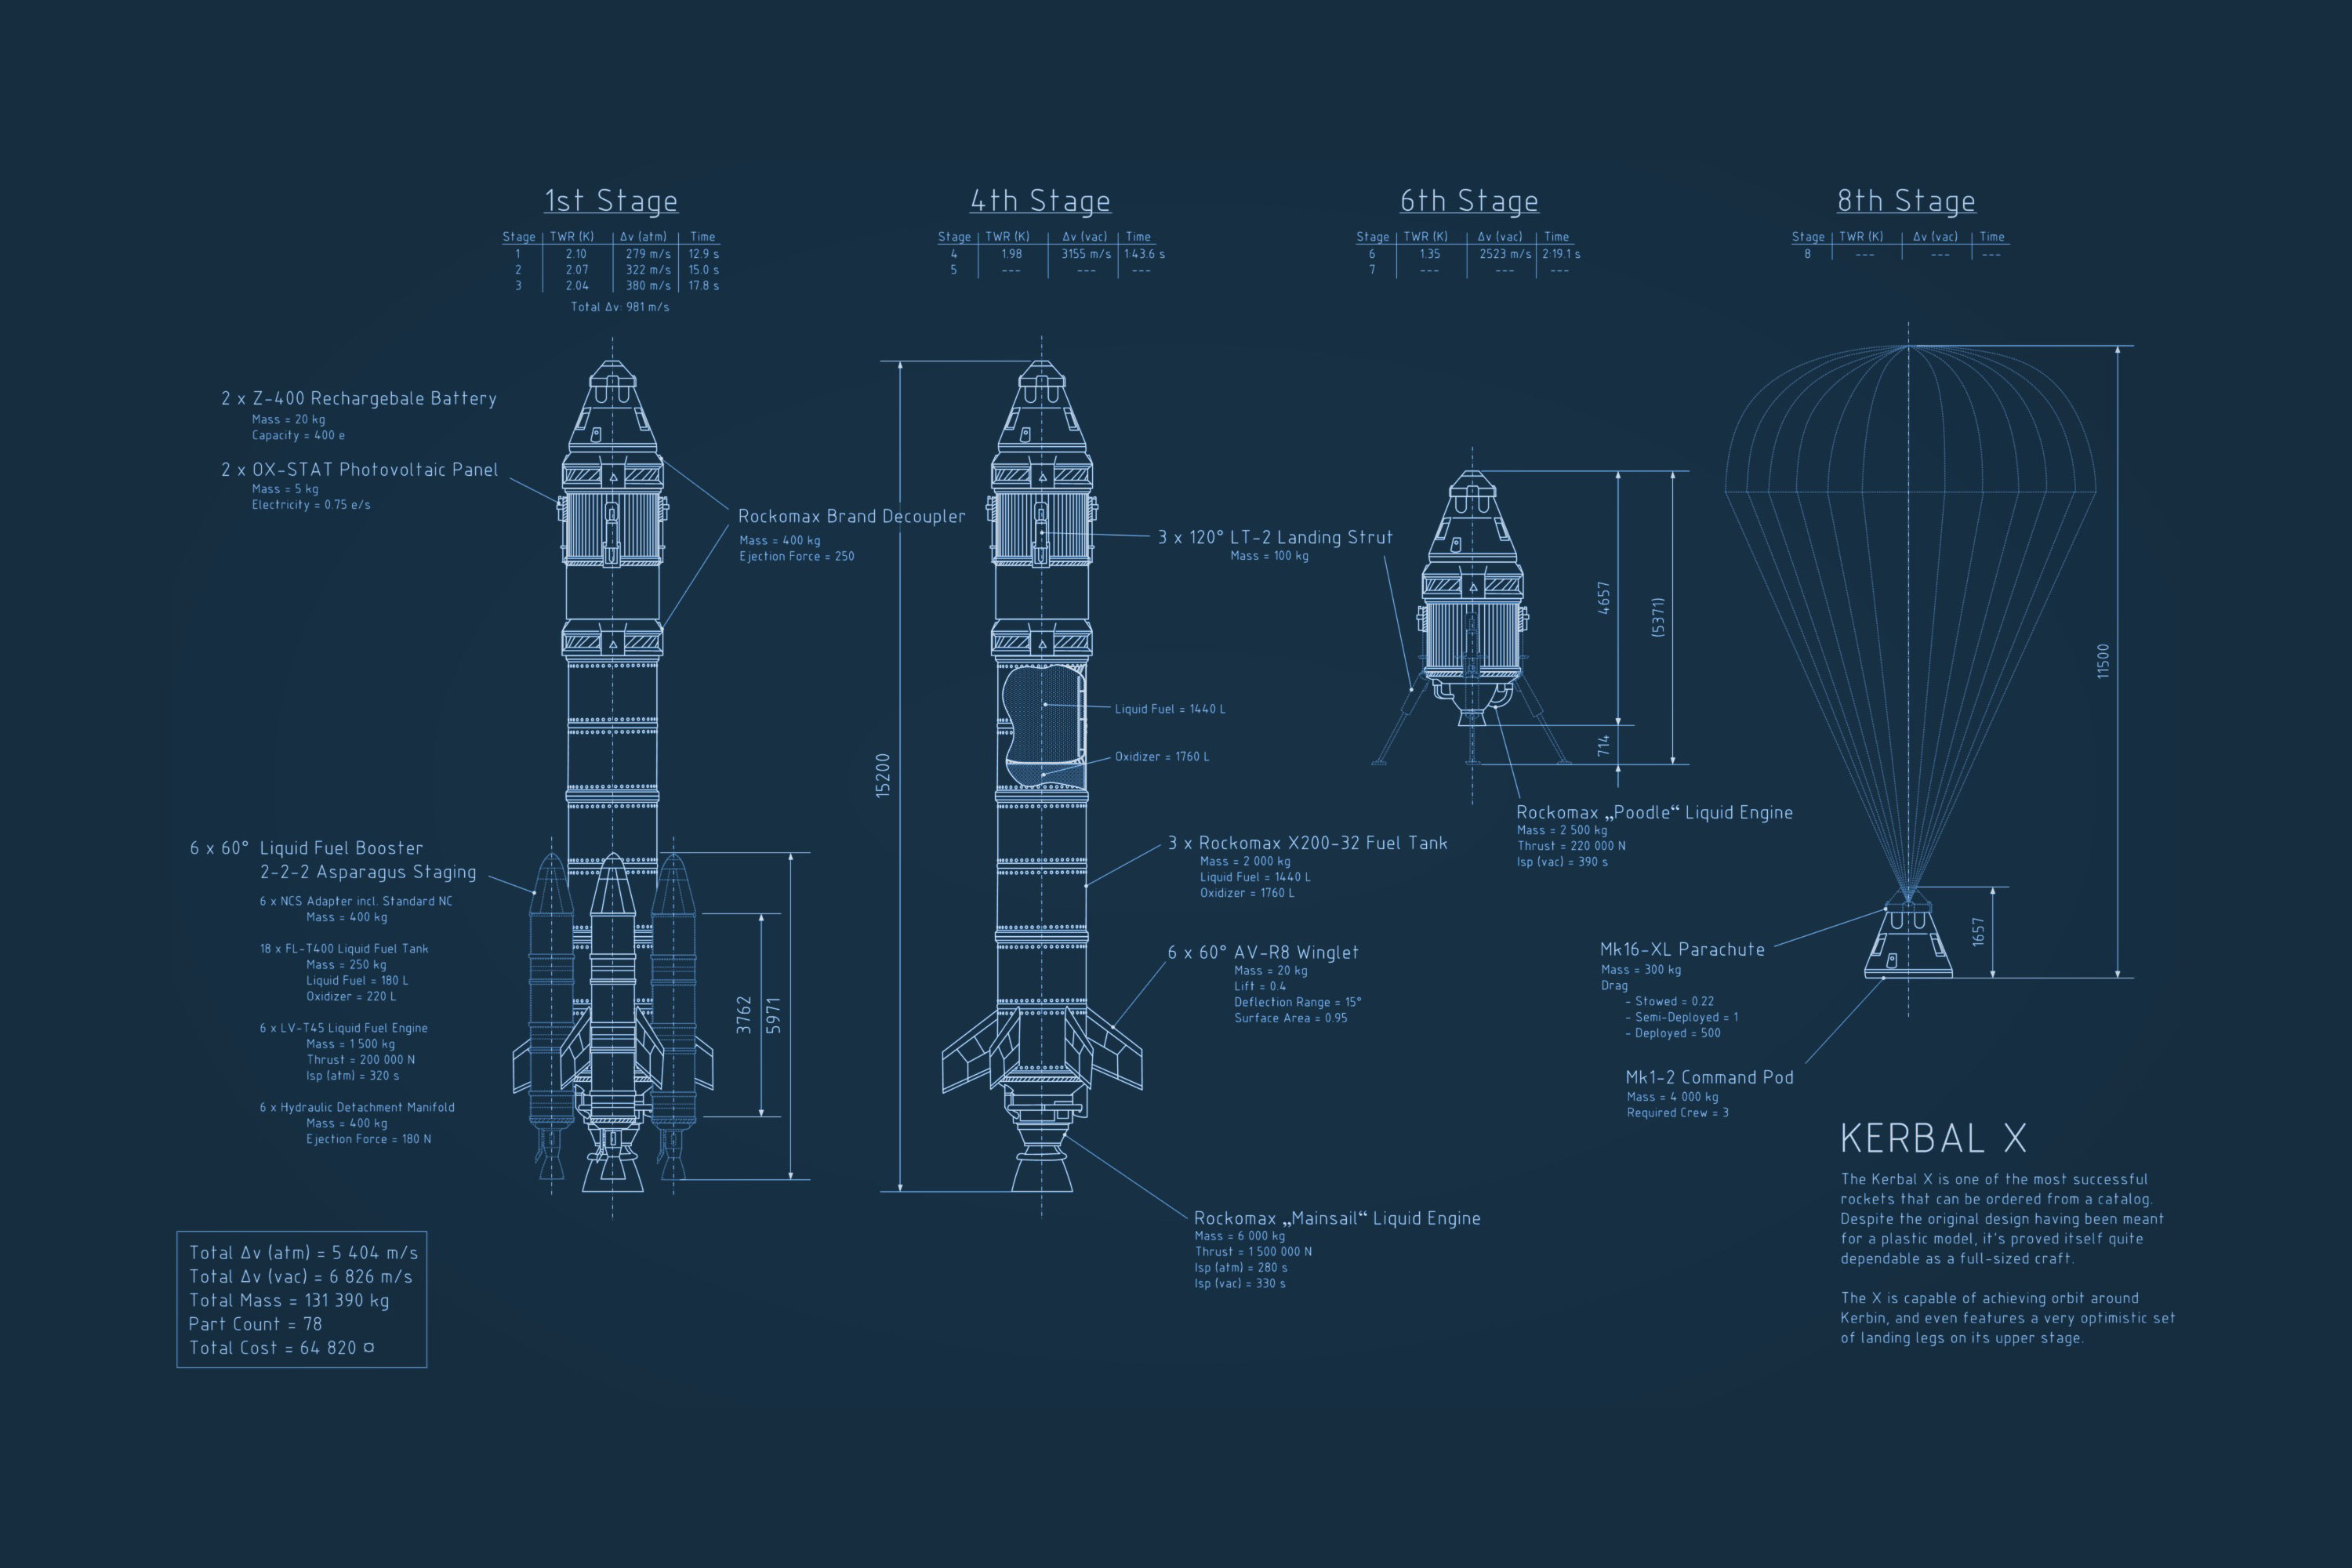 1st Stage
Stage | TWR (K) | Δv (atm) | Time
1 | 2.10 | 279 m/s | 12.9 s
2 | 2.07 | 322 m/s | 15.0 s
3 | 2.04 | 380 m/s | 17.8 s
Total Δv: 981 m/s
4th Stage
Stage | TWR (K) | Δv (vac) | Time
4 | 1.98 | 3155 m/s | 1:43.6 s
5 | --- | --- | ---
6th Stage
Stage | TWR (K) | Δv (vac) | Time
6 | 1.35 | 2523 m/s | 2:19.1 s
7 | --- | --- | ---
8th Stage
Stage | TWR (K) | Δv (vac) | Time
8 | --- | --- | ---
2 x Z-400 Rechargebale Battery
Mass = 20 kg
Capacity = 400 e
2 x OX-STAT Photovoltaic Panel
Mass = 5 kg
Electricity = 0.75 e/s
Rockomax Brand Decoupler
Mass = 400 kg
Ejection Force = 250
6 x 60° Liquid Fuel Booster
2-2-2 Asparagus Staging
6 x NCS Adapter incl. Standard NC
Mass = 400 kg
18 x FL-T400 Liquid Fuel Tank
Mass = 250 kg
Liquid Fuel = 180 L
Oxidizer = 220 L
6 x LV-T45 Liquid Fuel Engine
Mass = 1 500 kg
Thrust = 200 000 N
Isp (atm) = 320 s
6 x Hydraulic Detachment Manifold
Mass = 400 kg
Ejection Force = 180 N
3762
5971
15200
3 x 120° LT-2 Landing Strut
Mass = 100 kg
Liquid Fuel = 1440 L
Oxidizer = 1760 L
3 x Rockomax X200-32 Fuel Tank
Mass = 2 000 kg
Liquid Fuel = 1440 L
Oxidizer = 1760 L
6 x 60° AV-R8 Winglet
Mass = 20 kg
Lift = 0.4
Deflection Range = 15°
Surface Area = 0.95
Rockomax „Mainsail“ Liquid Engine
Mass = 6 000 kg
Thrust = 1 500 000 N
Isp (atm) = 280 s
Isp (vac) = 330 s
4657
(5371)
714
Rockomax „Poodle“ Liquid Engine
Mass = 2 500 kg
Thrust = 220 000 N
Isp (vac) = 390 s
11500
1657
Mk16-XL Parachute
Mass = 300 kg
Drag
- Stowed = 0.22
- Semi-Deployed = 1
- Deployed = 500
Mk1-2 Command Pod
Mass = 4 000 kg
Required Crew = 3
Total Δv (atm) = 5 404 m/s
Total Δv (vac) = 6 826 m/s
Total Mass = 131 390 kg
Part Count = 78
Total Cost = 64 820 ¤
KERBAL X
The Kerbal X is one of the most successful
rockets that can be ordered from a catalog.
Despite the original design having been meant
for a plastic model, it's proved itself quite
dependable as a full-sized craft.
The X is capable of achieving orbit around
Kerbin, and even features a very optimistic set
of landing legs on its upper stage.